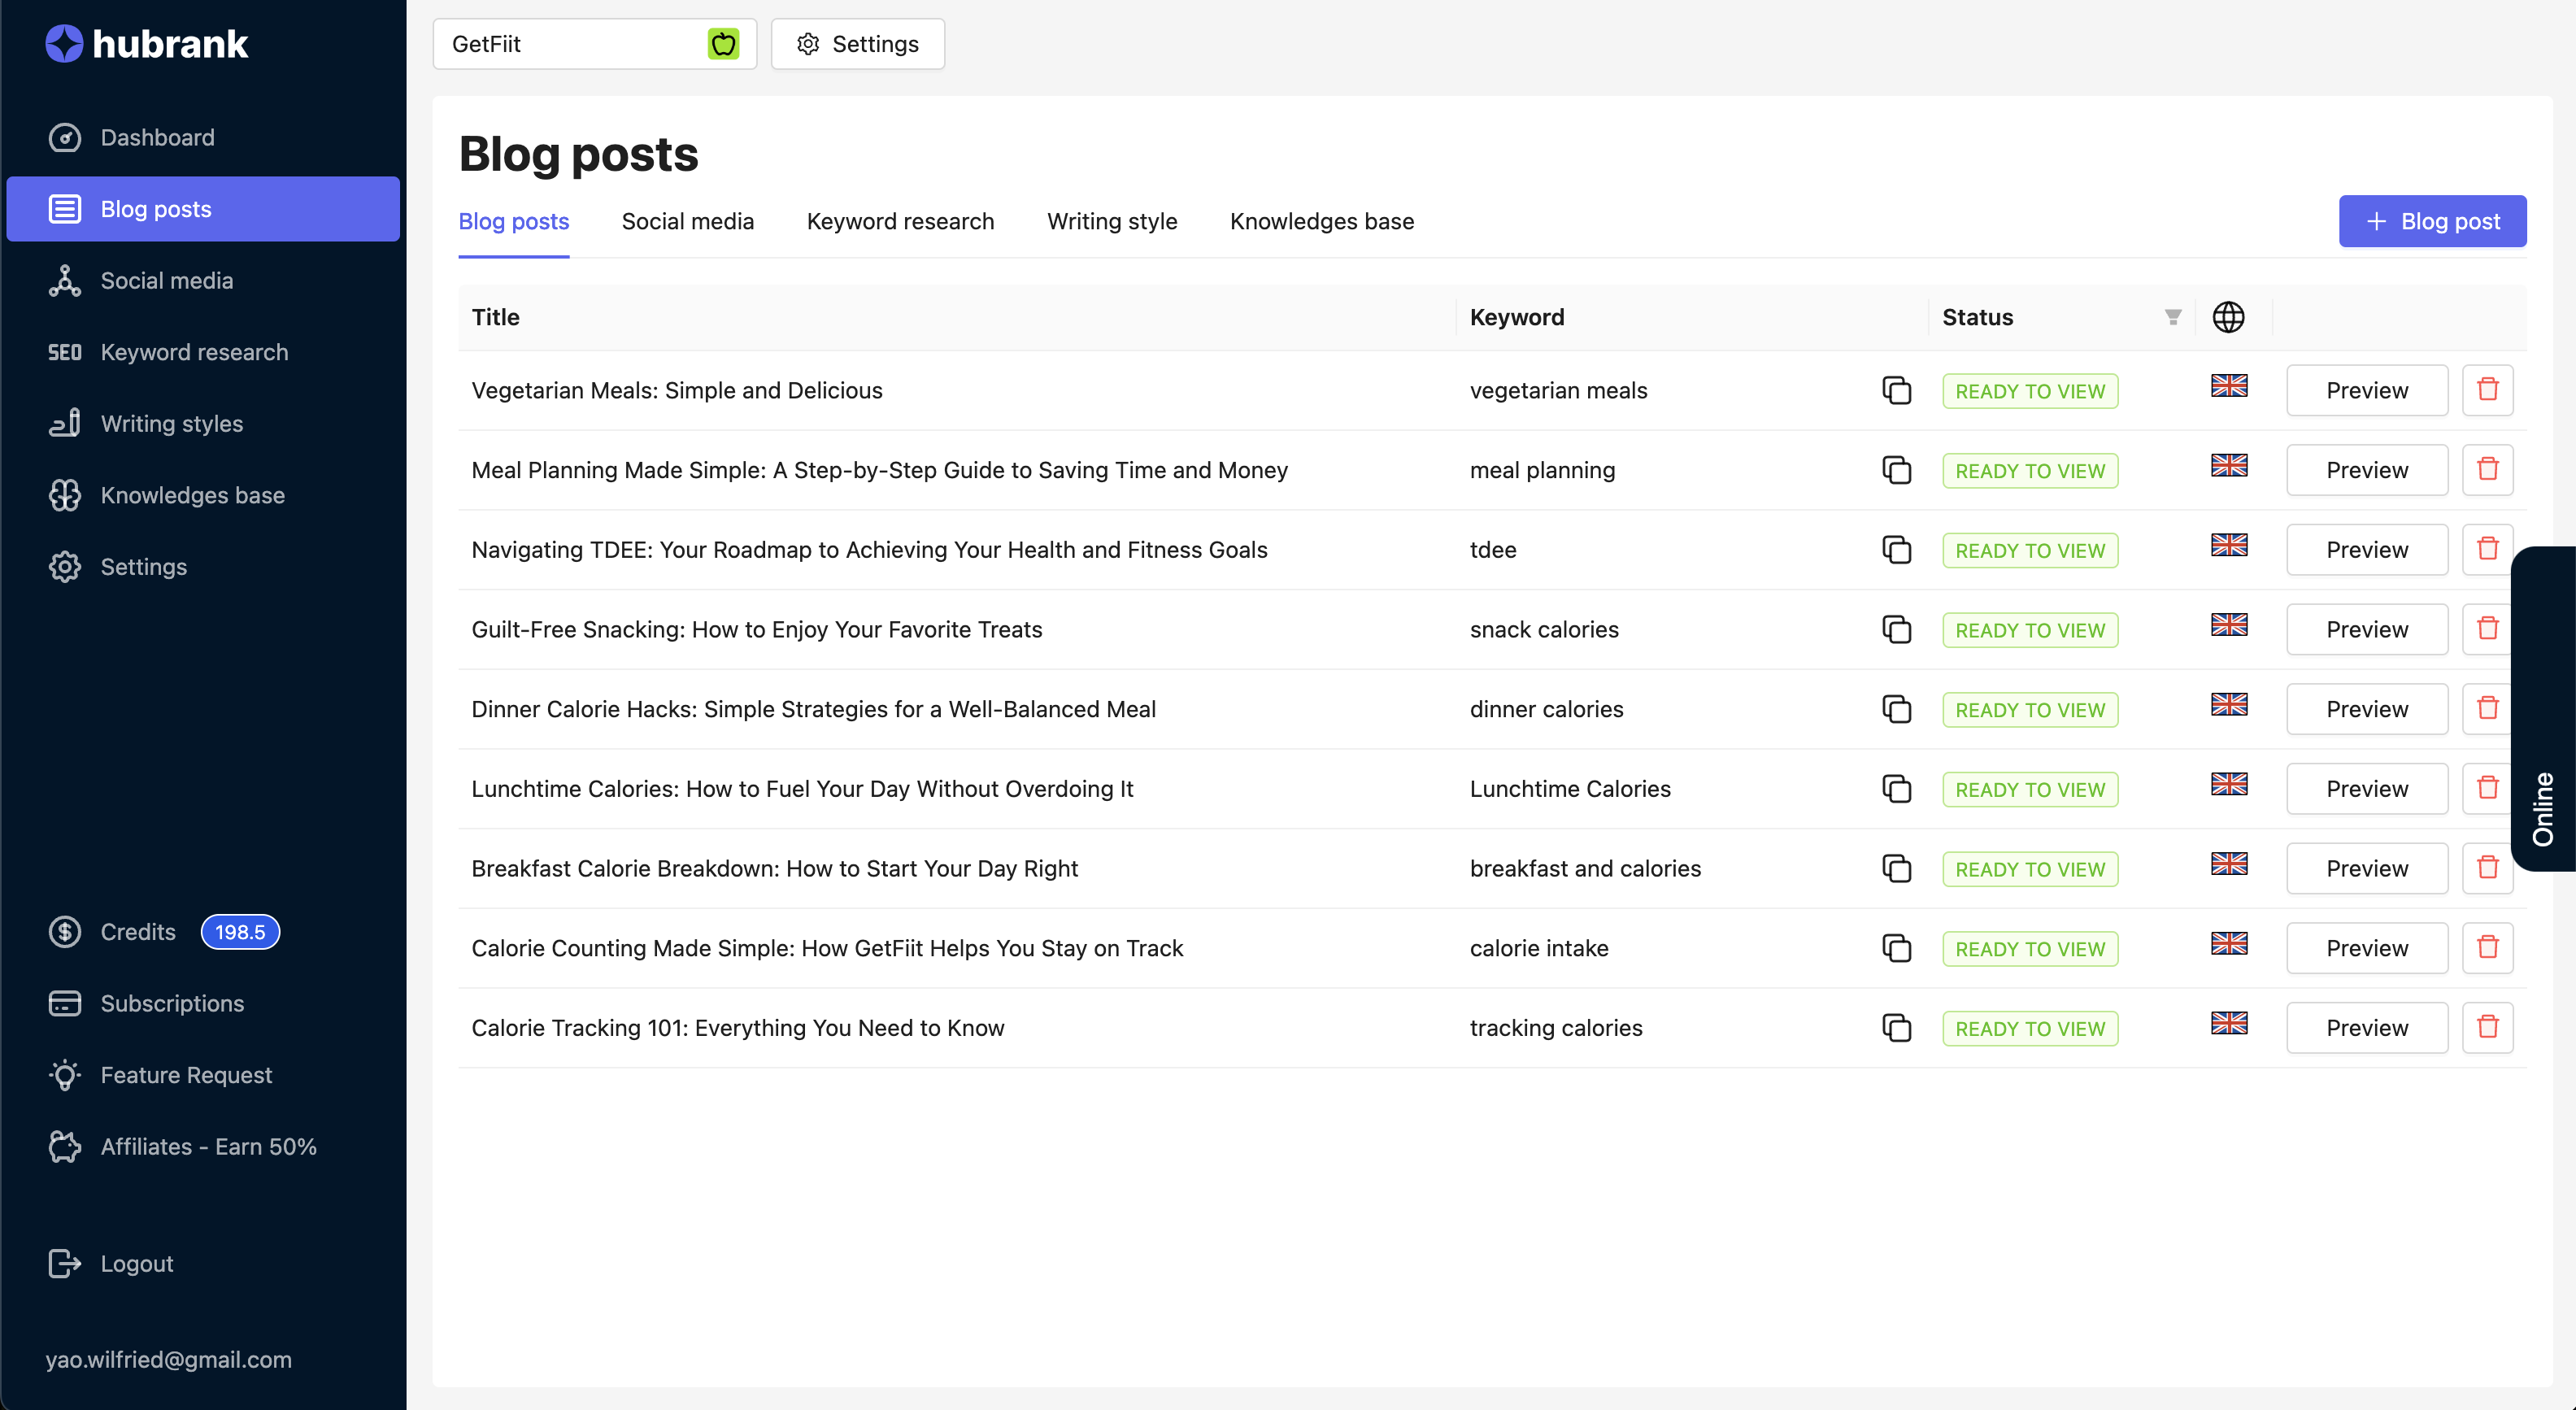 hubrank
Dashboard
Blog posts
Social media
SEO Keyword research
Writing styles
Knowledges base
Settings
Credits 198.5
Subscriptions
Feature Request
Affiliates - Earn 50%
Logout
yao.wilfried@gmail.com
GetFiit Settings
Blog posts
Blog posts Social media Keyword research Writing style Knowledges base + Blog post
Title Keyword Status
Vegetarian Meals: Simple and Delicious vegetarian meals READY TO VIEW Preview
Meal Planning Made Simple: A Step-by-Step Guide to Saving Time and Money meal planning READY TO VIEW Preview
Navigating TDEE: Your Roadmap to Achieving Your Health and Fitness Goals tdee READY TO VIEW Preview
Guilt-Free Snacking: How to Enjoy Your Favorite Treats snack calories READY TO VIEW Preview
Dinner Calorie Hacks: Simple Strategies for a Well-Balanced Meal dinner calories READY TO VIEW Preview
Lunchtime Calories: How to Fuel Your Day Without Overdoing It Lunchtime Calories READY TO VIEW Preview
Breakfast Calorie Breakdown: How to Start Your Day Right breakfast and calories READY TO VIEW Preview
Calorie Counting Made Simple: How GetFiit Helps You Stay on Track calorie intake READY TO VIEW Preview
Calorie Tracking 101: Everything You Need to Know tracking calories READY TO VIEW Preview
Online